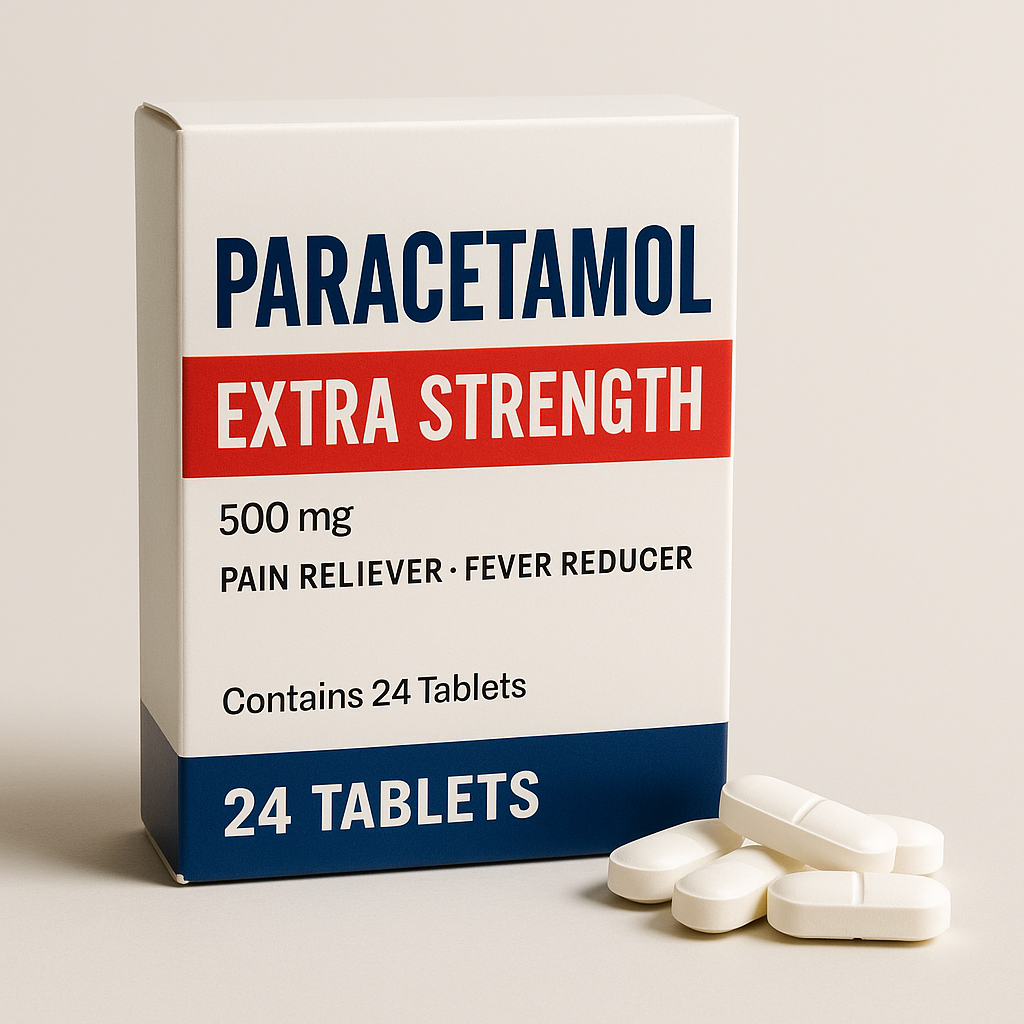 PARACETAMOL
EXTRA STRENGTH
500 mg
PAIN RELIEVER · FEVER REDUCER
Contains 24 Tablets
24 TABLETS